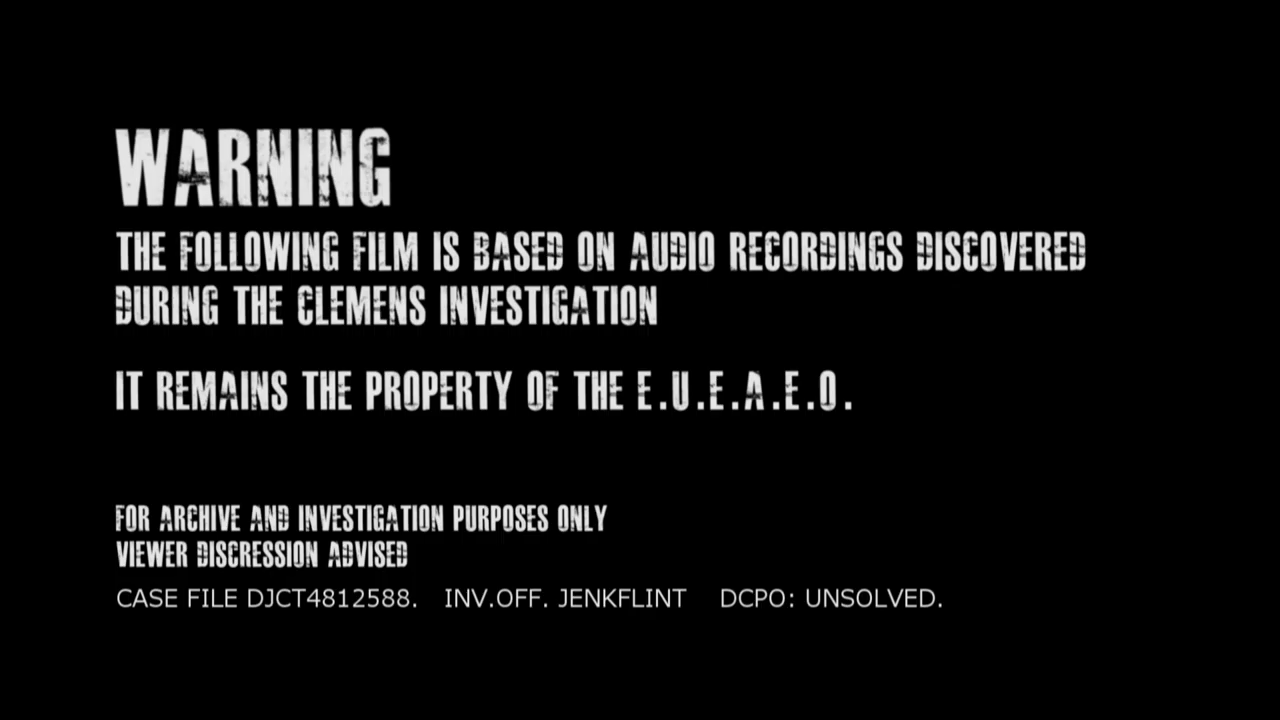 WARNING
THE FOLLOWING FILM IS BASED ON AUDIO RECORDINGS DISCOVERED
DURING THE CLEMENS INVESTIGATION
IT REMAINS THE PROPERTY OF THE E.U.E.A.E.O.
FOR ARCHIVE AND INVESTIGATION PURPOSES ONLY
VIEWER DISCRESSION ADVISED
CASE FILE DJCT4812588. INV.OFF. JENKFLINT DCPO: UNSOLVED.